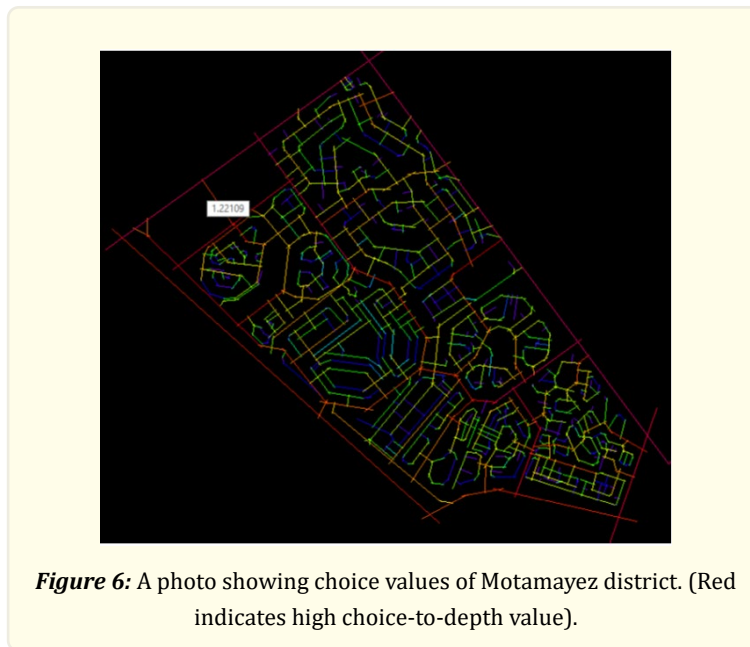 1.22109
Figure 6: A photo showing choice values of Motamayez district. (Red
indicates high choice-to-depth value).